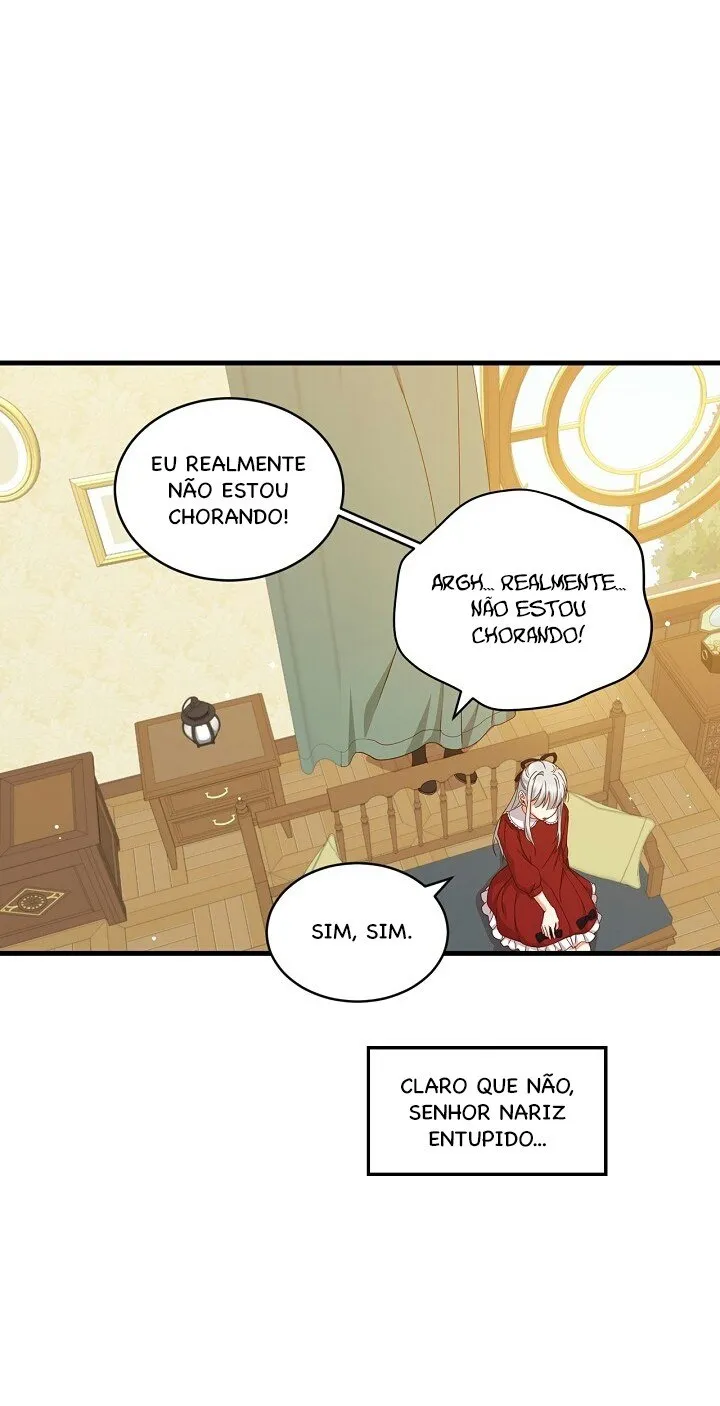 EU REALMENTE
NÃO ESTOU
CHORANDO!
ARGH... REALMENTE...
NÃO ESTOU
CHORANDO!
SIM, SIM.
CLARO QUE NÃO,
SENHOR NARIZ
ENTUPIDO...